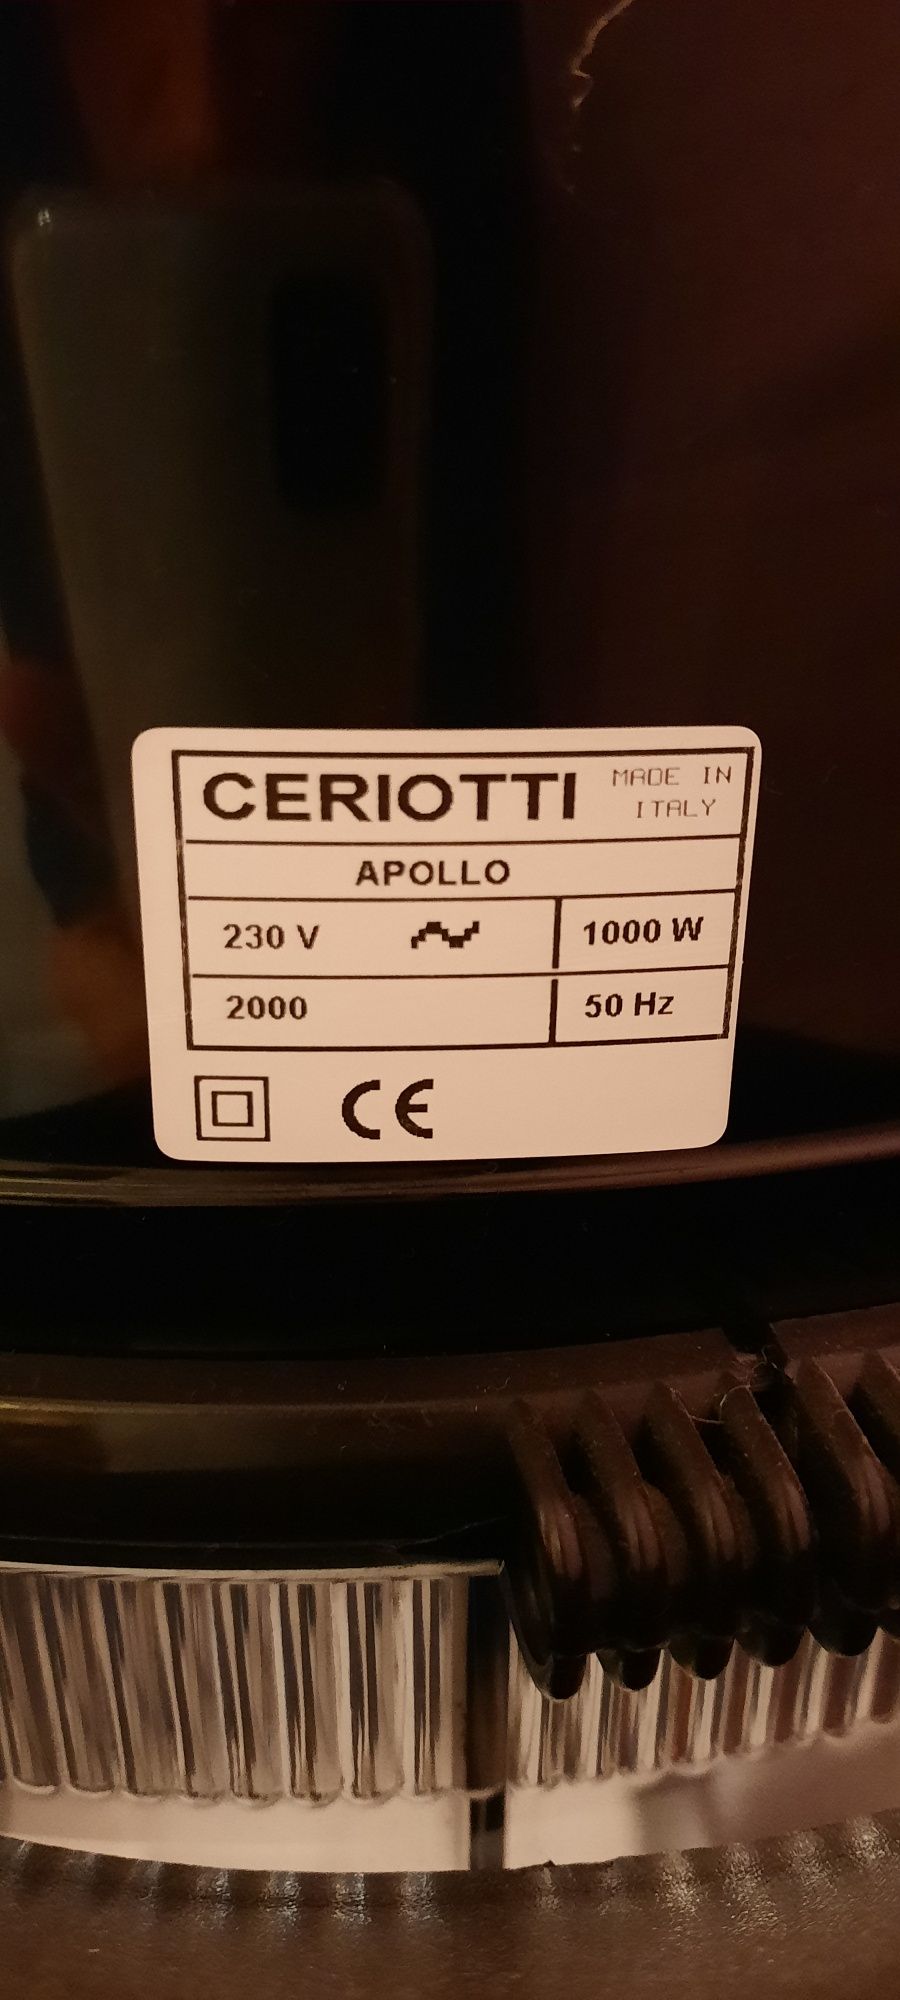 CERIOTTI MADE IN
ITALY
APOLLO
230 V 1000 W
2000 50 Hz
CE